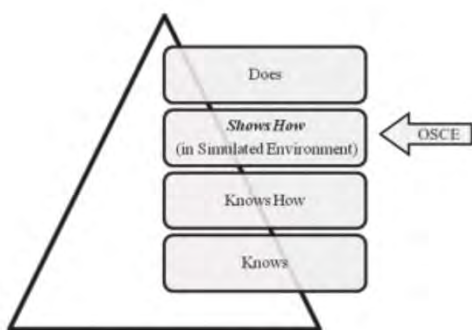 Does
Shows How
(in Simulated Environment)
OSCE
Knows How
Knows